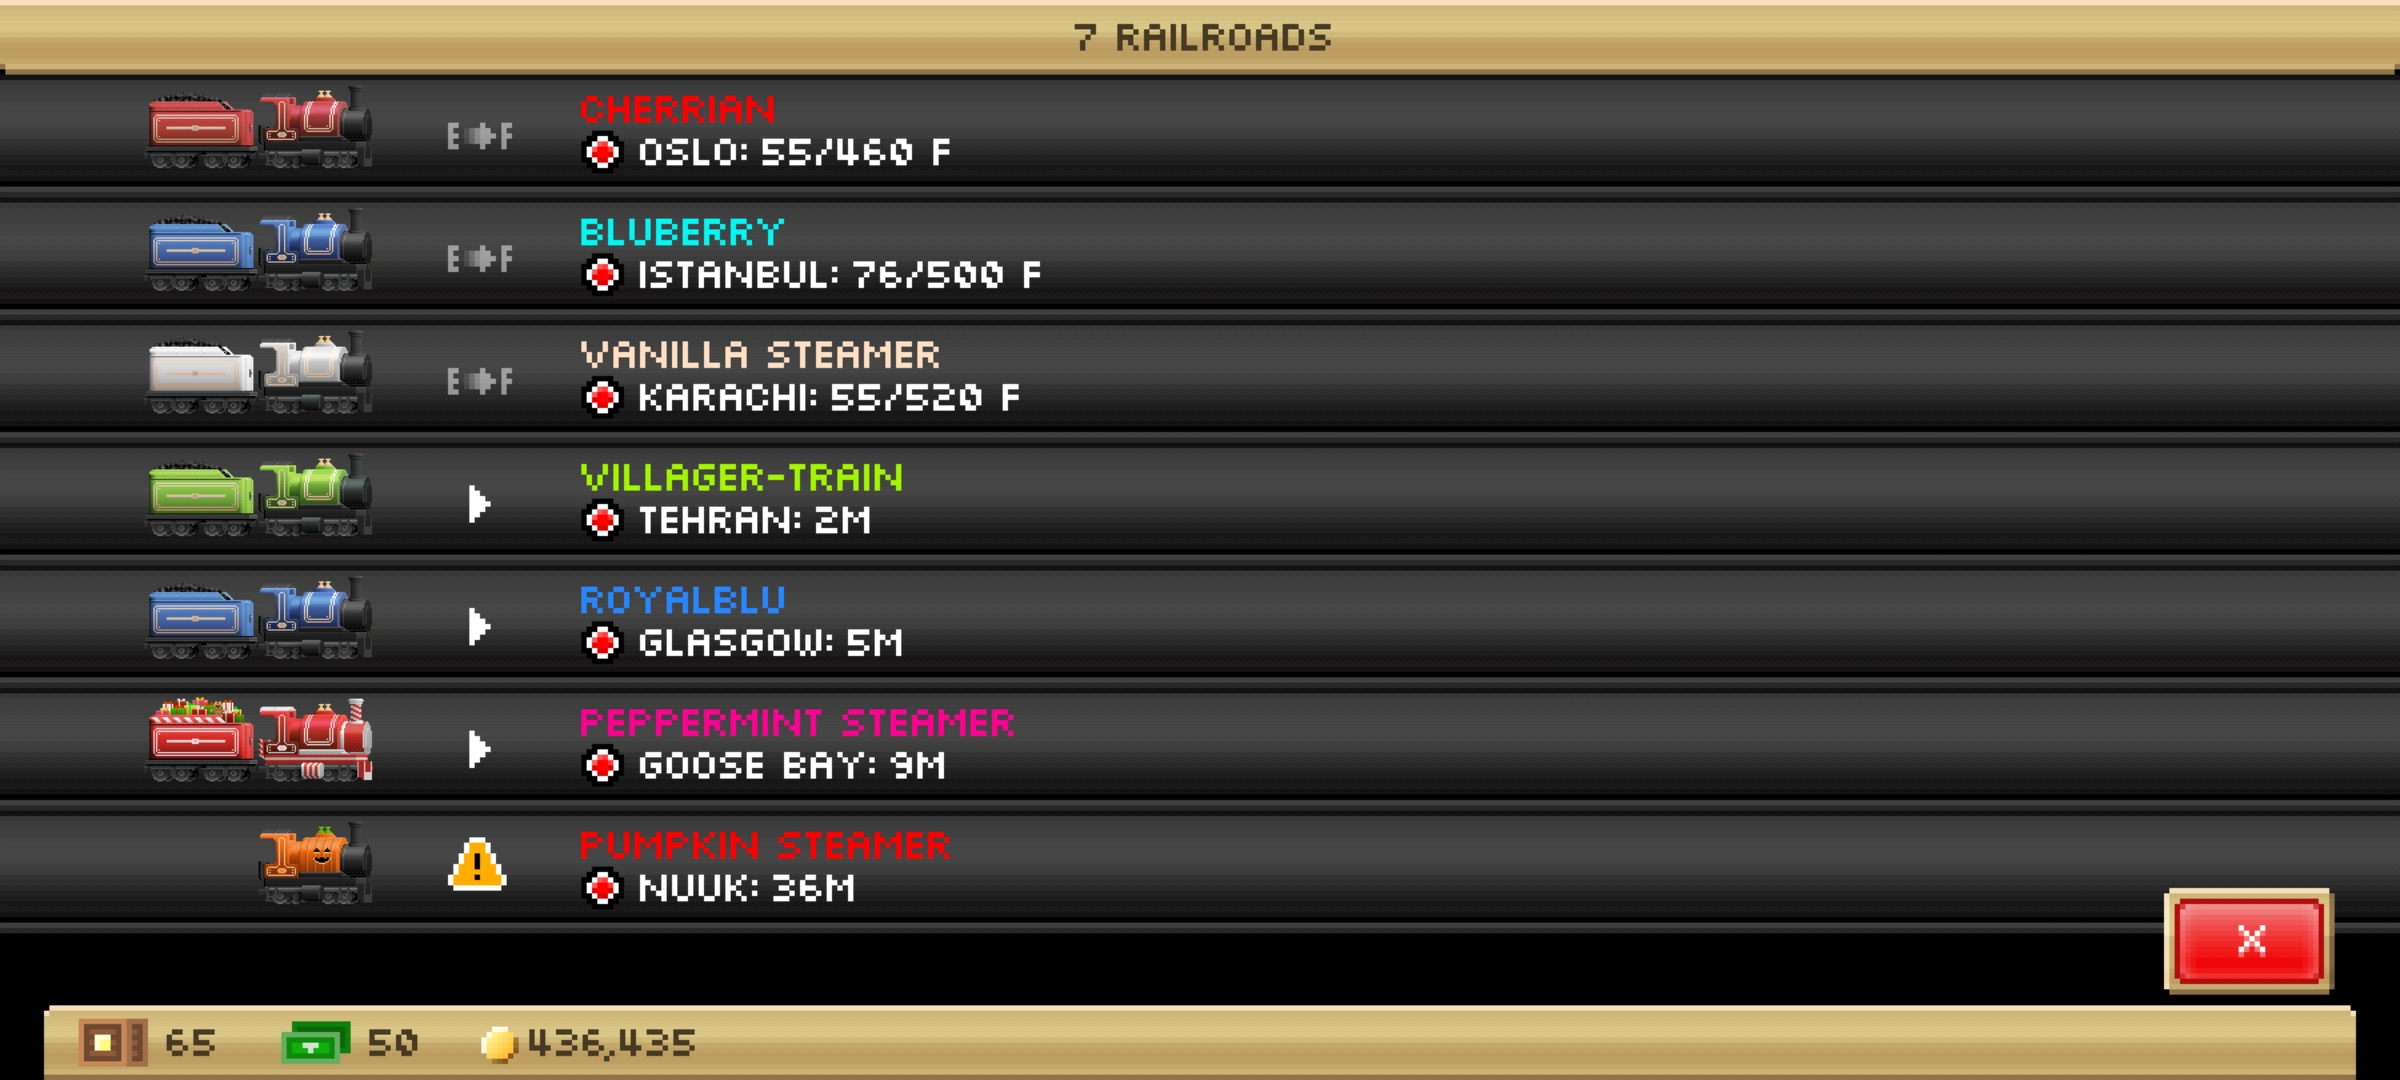 7 RAILROADS
E F CHERRIAN
OSLO: 55/460 F
E F BLUBERRY
ISTANBUL: 76/500 F
E F VANILLA STEAMER
KARACHI: 55/520 F
VILLAGER-TRAIN
TEHRAN: 2M
ROYALBLU
GLASGOW: 5M
PEPPERMINT STEAMER
GOOSE BAY: 9M
PUMPKIN STEAMER
NUUK: 36M
X
65 50 436,435